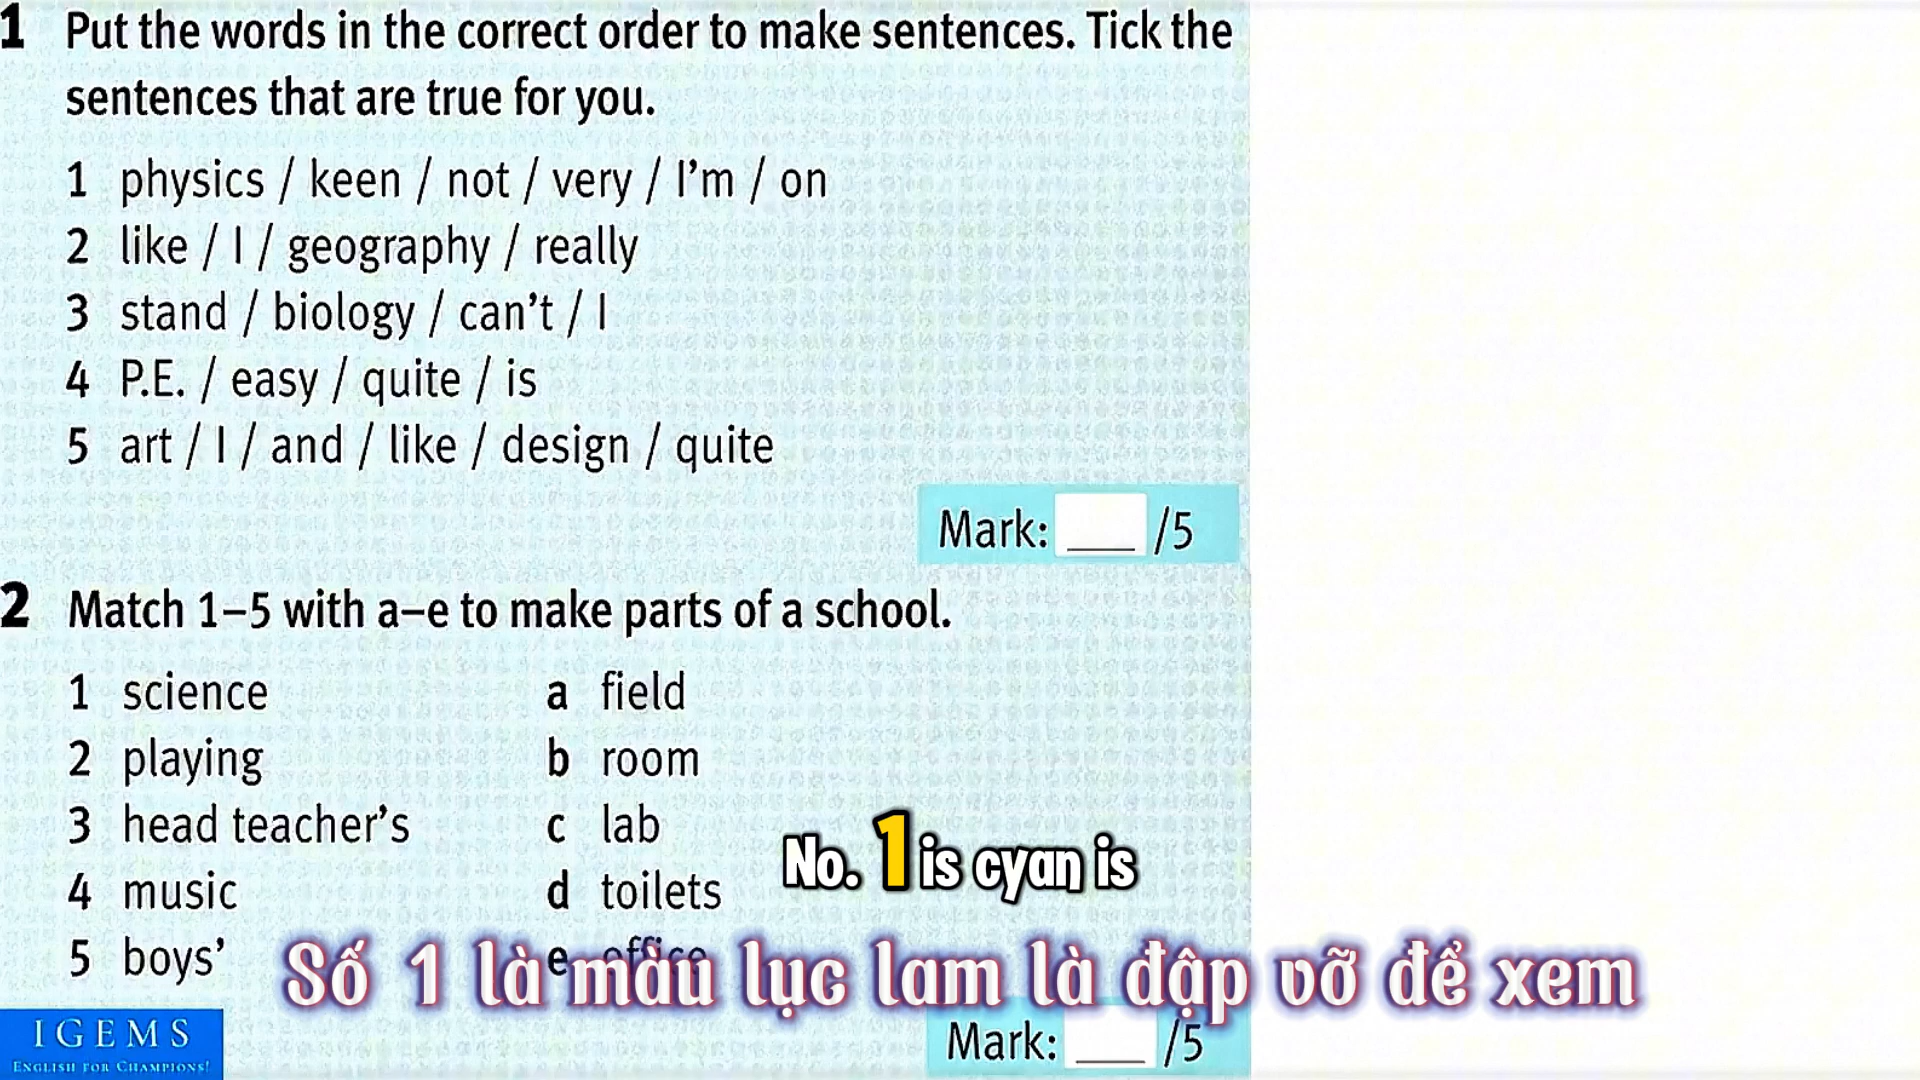 1 Put the words in the correct order to make sentences. Tick the
sentences that are true for you.
1 physics / keen / not / very / I'm / on
2 like / I / geography / really
3 stand / biology / can't / I
4 P.E. / easy / quite / is
5 art / I / and / like / design / quite
Mark: ___ /5
2 Match 1–5 with a–e to make parts of a school.
1 science a field
2 playing b room
3 head teacher's c lab
4 music d toilets
5 boys' e office
No. 1 is cyan is
Số 1 là màu lục lam là đập vỡ để xem
Mark: ___ /5
IGEMS
ENGLISH FOR CHAMPIONS!